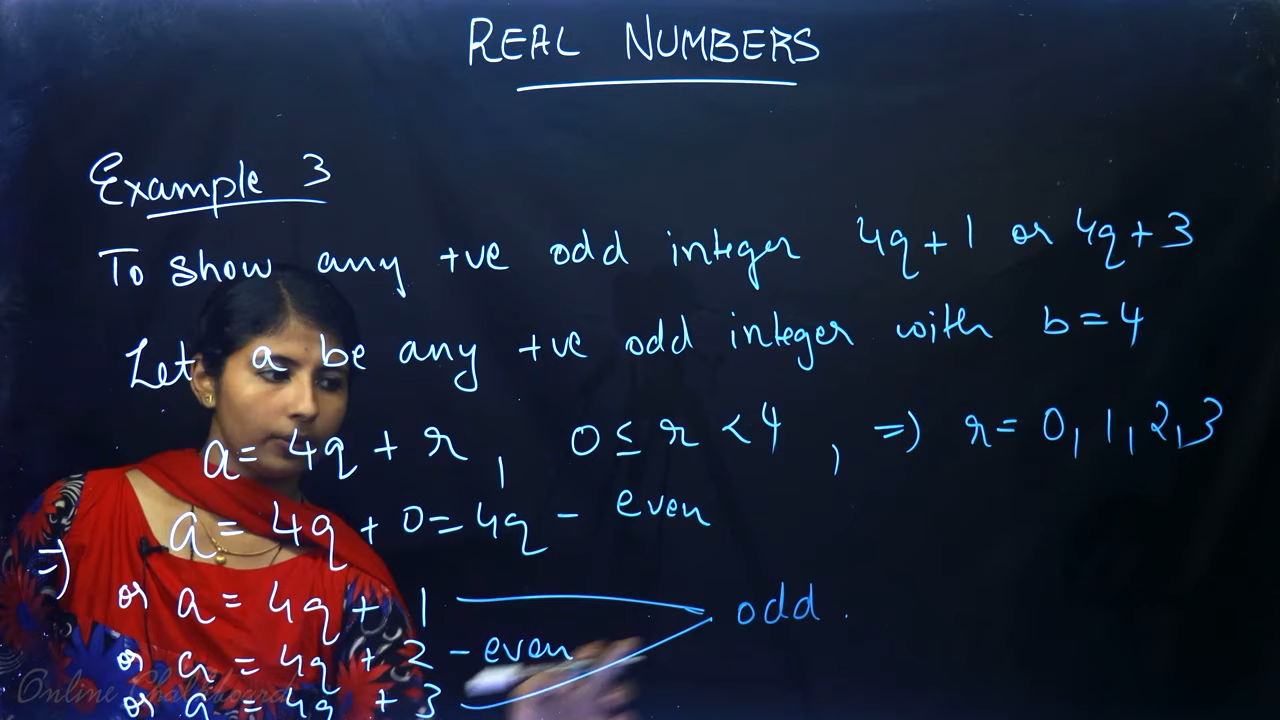 REAL NUMBERS
Example 3
To show any +ve odd integer 4q + 1 or 4q + 3
Let a be any +ve odd integer with b = 4
a = 4q + r , 0 ≤ r < 4 , => r = 0, 1, 2, 3
=> a = 4q + 0 = 4q - even
or a = 4q + 1 odd.
or a = 4q + 2 - even
or a = 4q + 3
Online Chalkboard